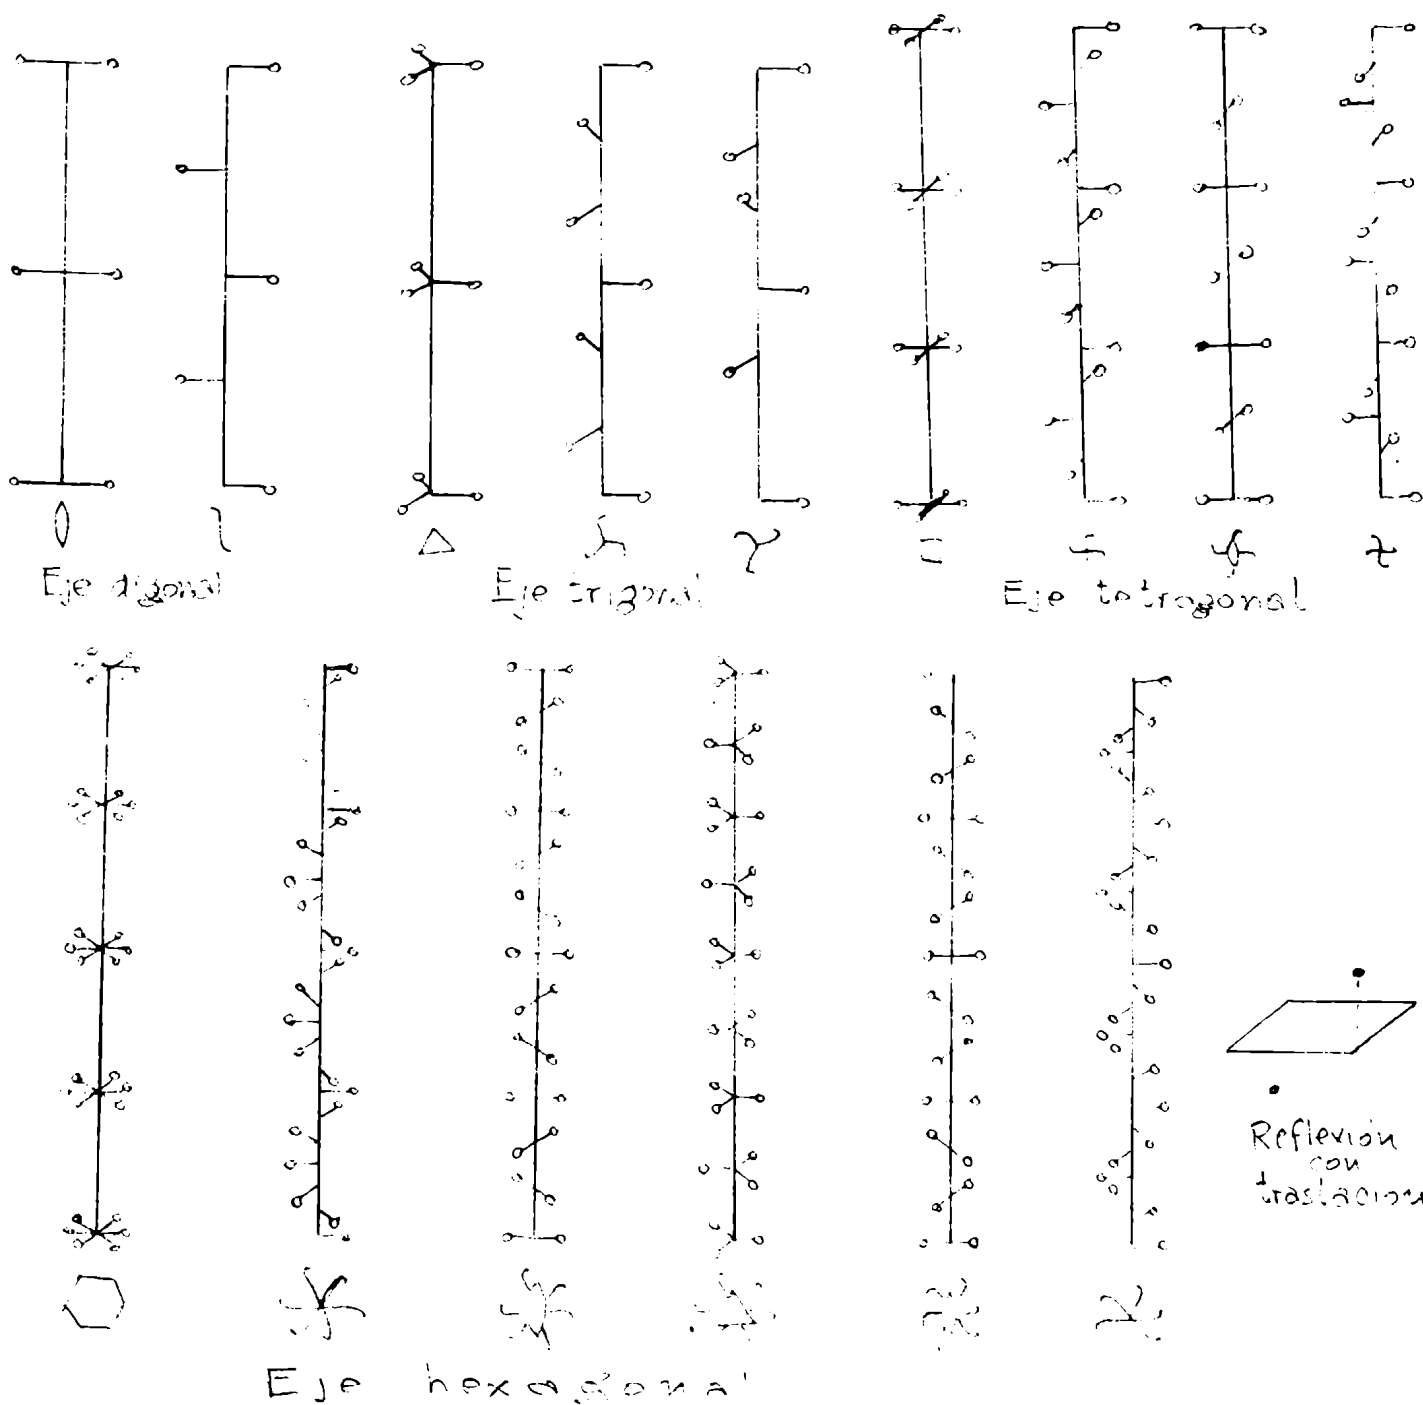 Eje digonal
Eje trigonal
Eje tetragonal
Reflexión
con
traslación
Eje hexagonal